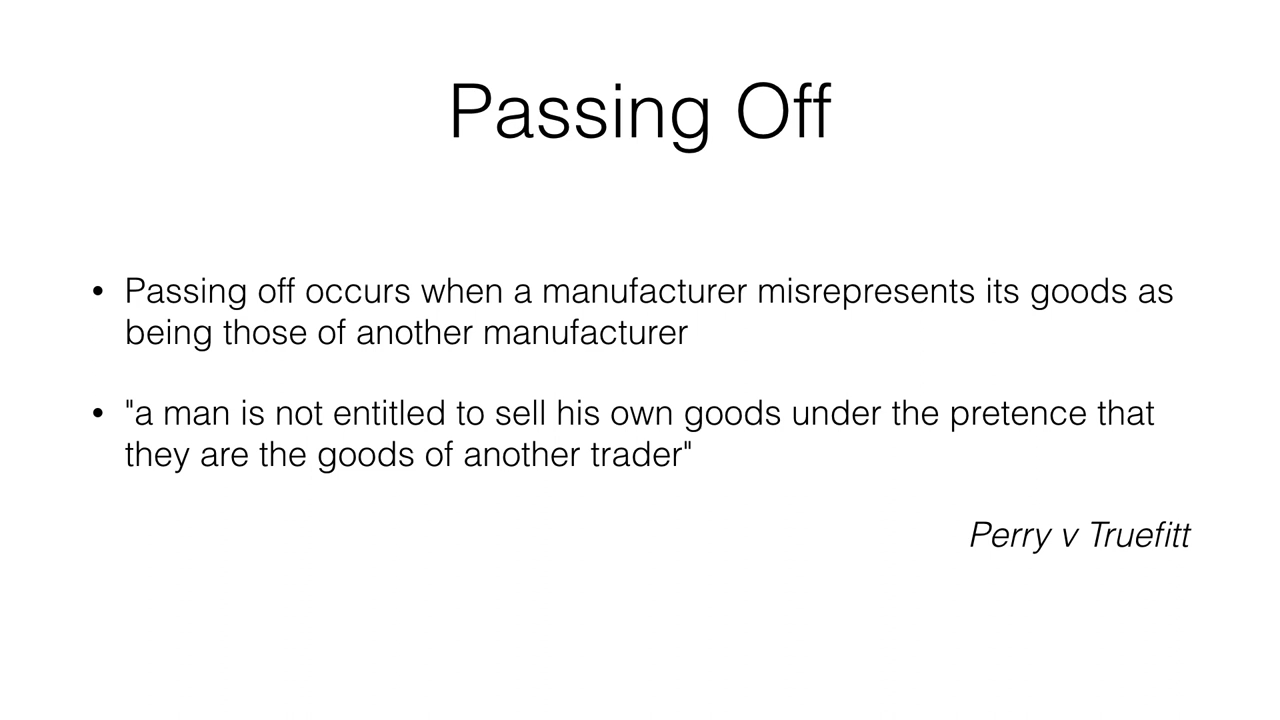 Passing Off
• Passing off occurs when a manufacturer misrepresents its goods as
being those of another manufacturer
• "a man is not entitled to sell his own goods under the pretence that
they are the goods of another trader"
Perry v Truefitt